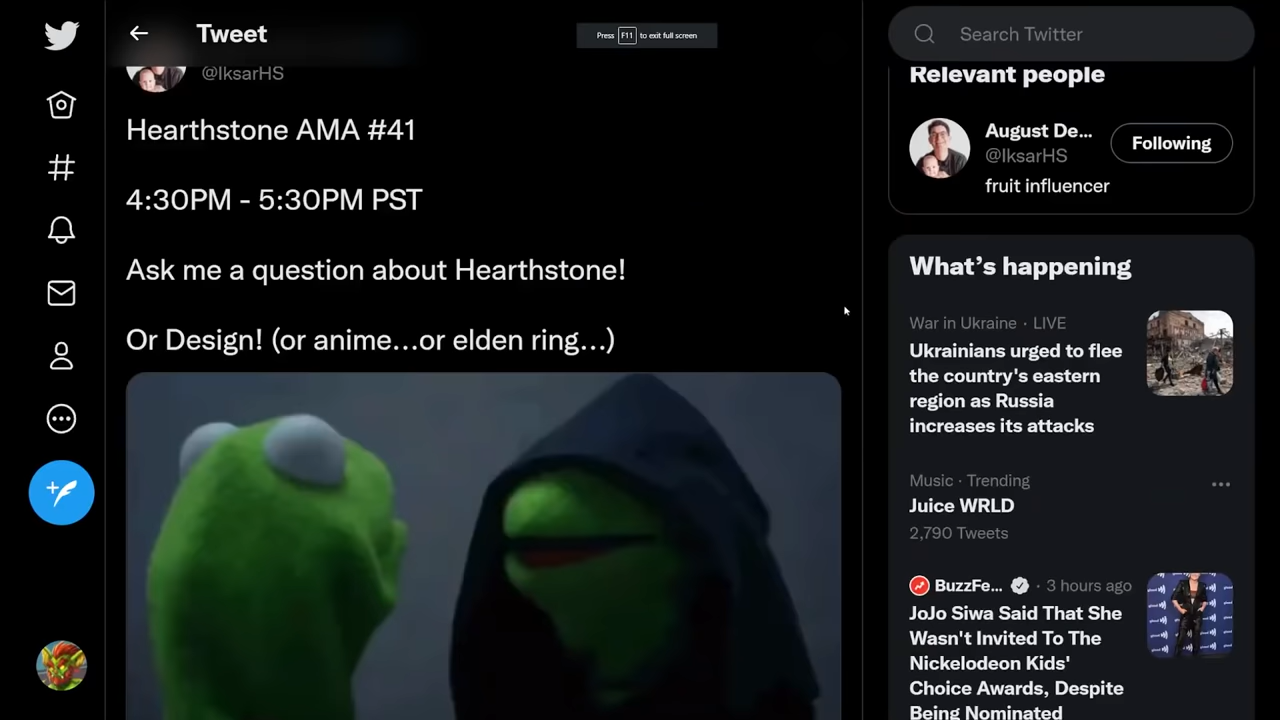 Tweet
@IksarHS
Hearthstone AMA #41
4:30PM - 5:30PM PST
Ask me a question about Hearthstone!
Or Design! (or anime...or elden ring...)
Press F11 to exit full screen
Search Twitter
Relevant people
August De...
@IksarHS
Following
fruit influencer
What's happening
War in Ukraine · LIVE
Ukrainians urged to flee
the country's eastern
region as Russia
increases its attacks
Music · Trending
Juice WRLD
2,790 Tweets
BuzzFe... · 3 hours ago
JoJo Siwa Said That She
Wasn't Invited To The
Nickelodeon Kids'
Choice Awards, Despite
Being Nominated